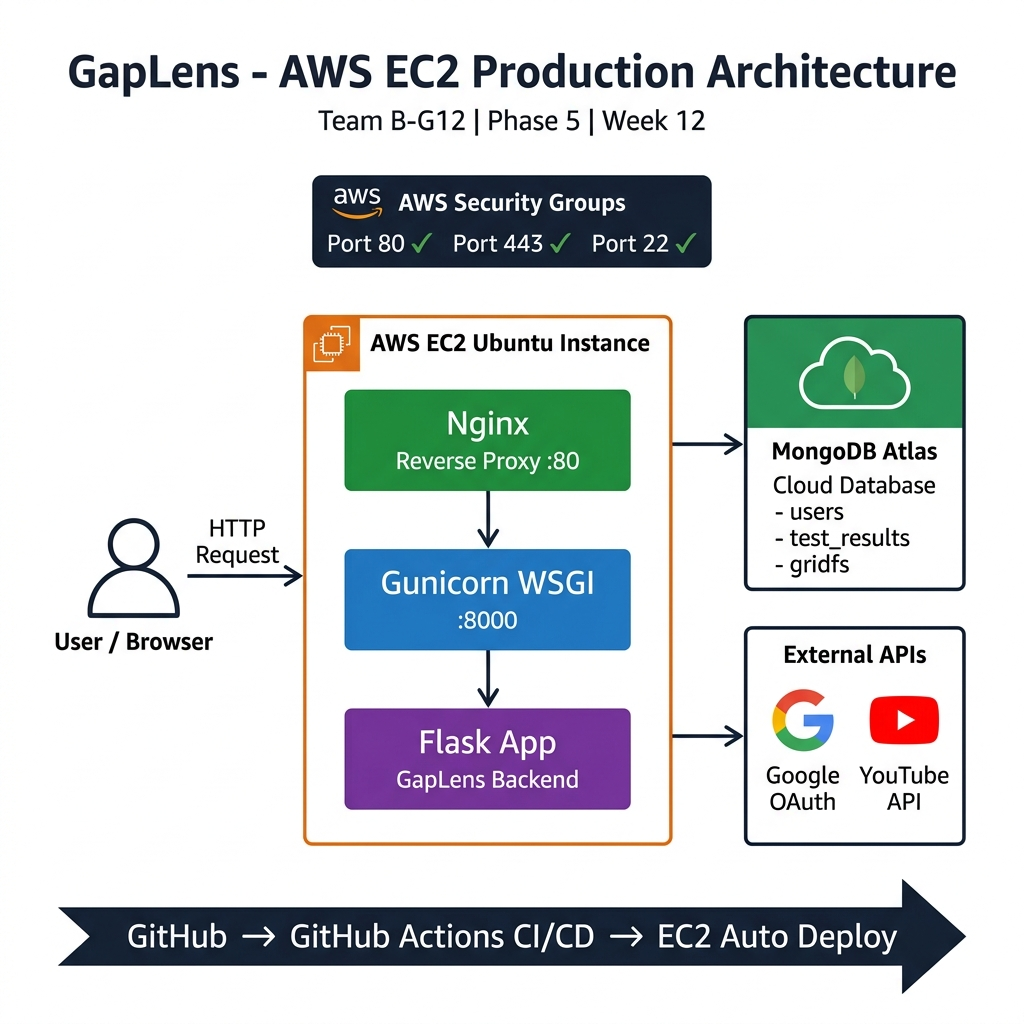 GapLens - AWS EC2 Production Architecture
Team B-G12 | Phase 5 | Week 12
aws
AWS Security Groups
Port 80 ✓ Port 443 ✓ Port 22 ✓
AWS EC2 Ubuntu Instance
Nginx
Reverse Proxy :80
Gunicorn WSGI
:8000
Flask App
GapLens Backend
HTTP
Request
User / Browser
MongoDB Atlas
Cloud Database
- users
- test_results
- gridfs
External APIs
Google
OAuth
YouTube
API
GitHub → GitHub Actions CI/CD → EC2 Auto Deploy